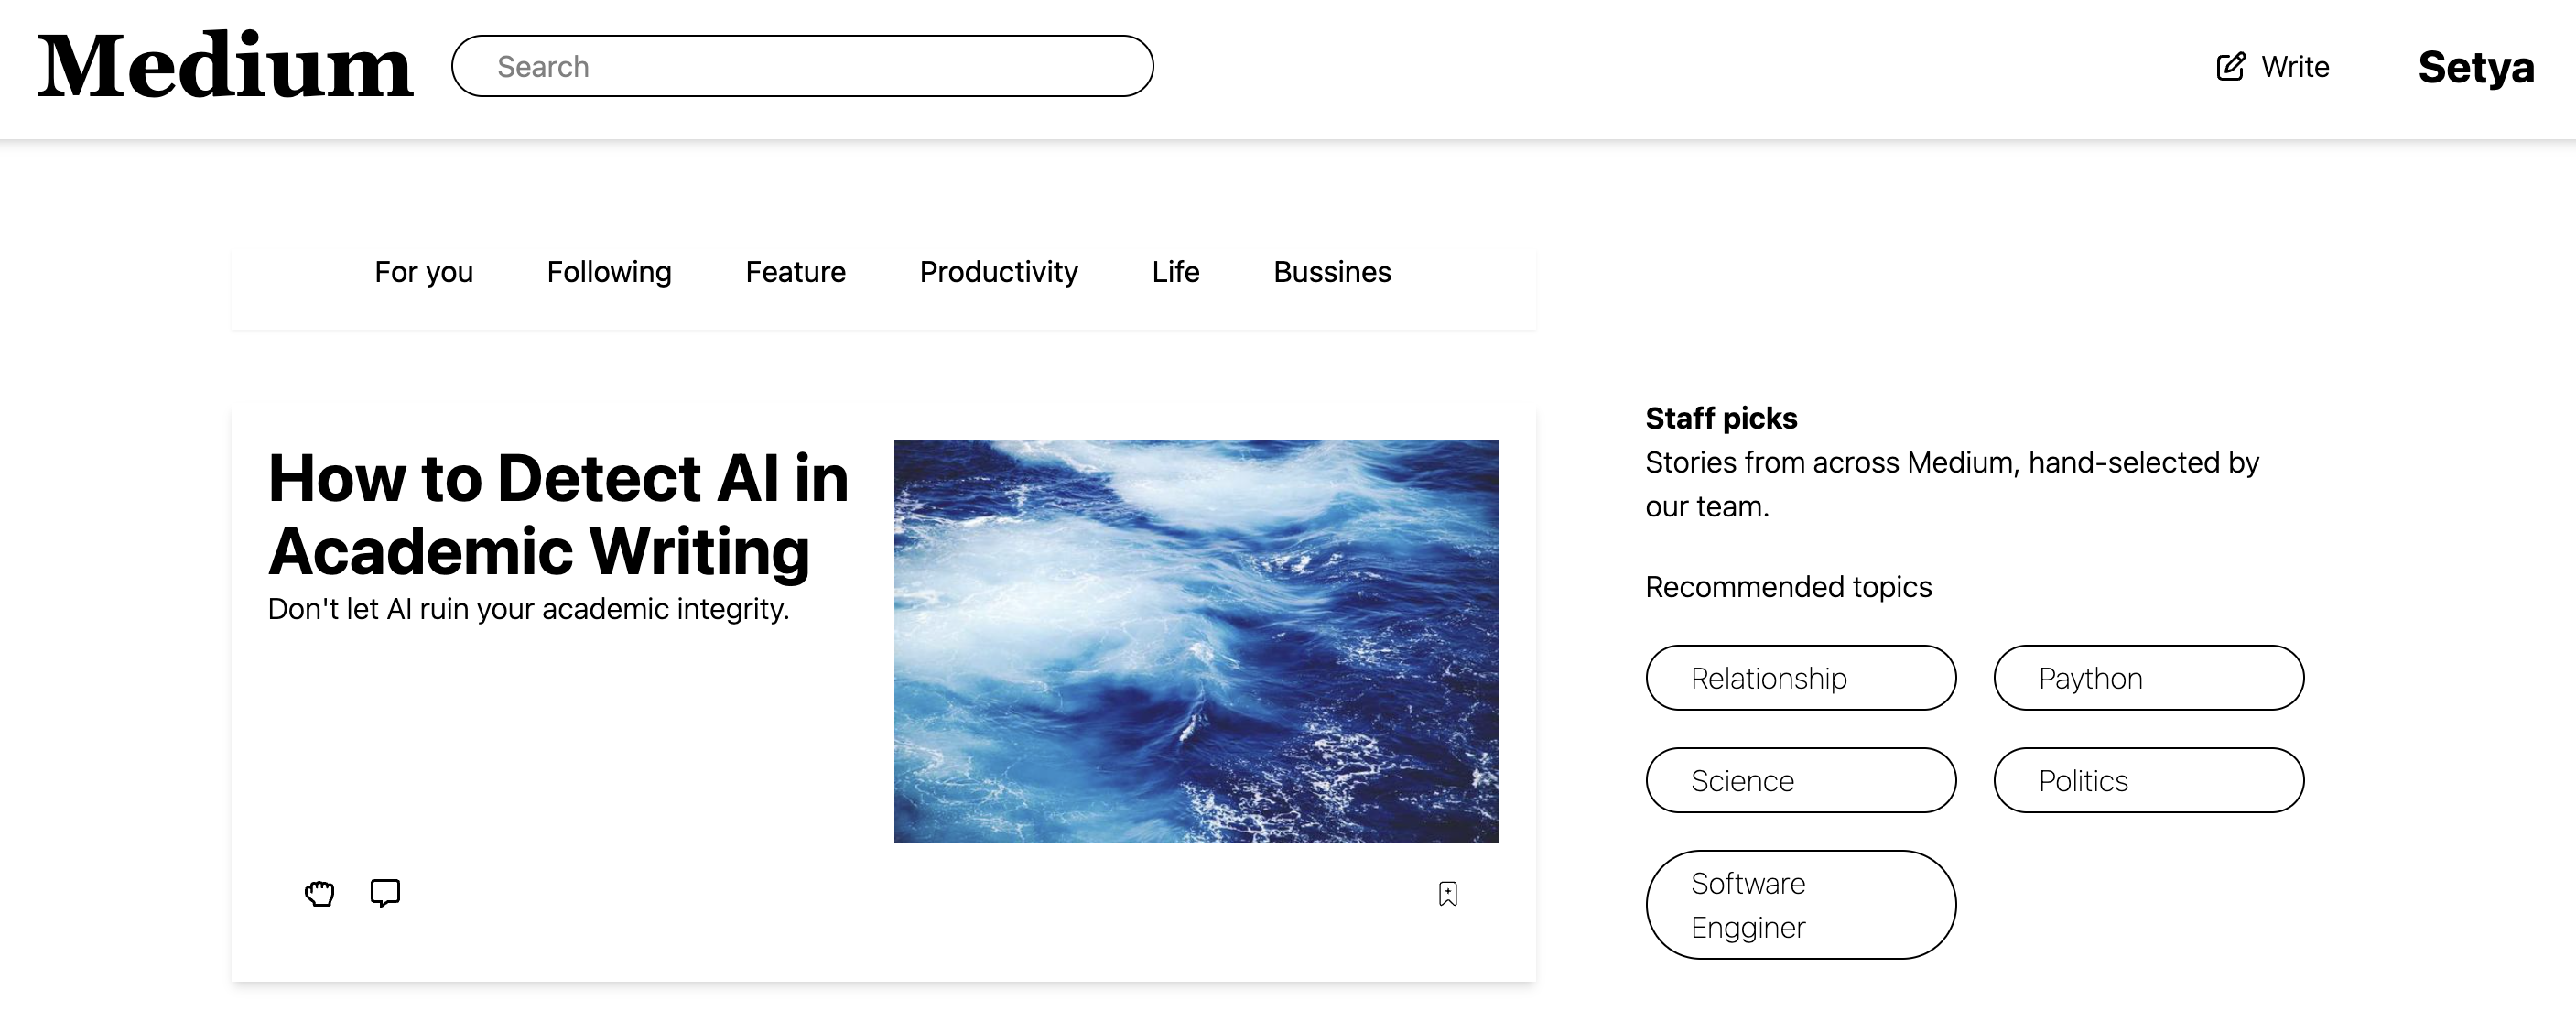 Medium
Search
Write
Setya
For you
Following
Feature
Productivity
Life
Bussines
How to Detect AI in
Academic Writing
Don't let AI ruin your academic integrity.
Staff picks
Stories from across Medium, hand-selected by
our team.
Recommended topics
Relationship
Paython
Science
Politics
Software
Engginer